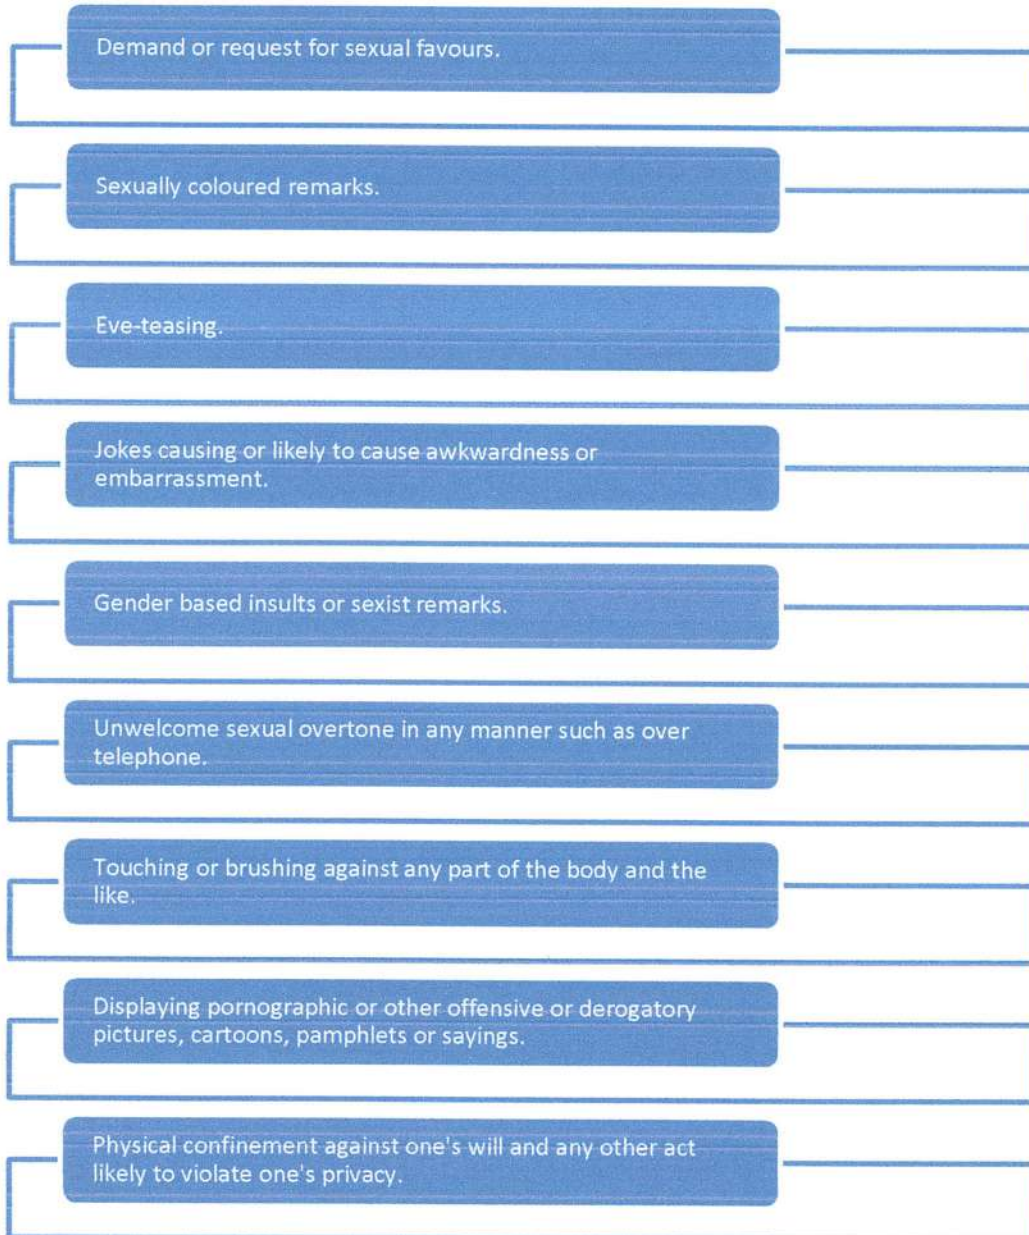 Demand or request for sexual favours.
Sexually coloured remarks.
Eve-teasing.
Jokes causing or likely to cause awkwardness or
embarrassment.
Gender based insults or sexist remarks.
Unwelcome sexual overtone in any manner such as over
telephone.
Touching or brushing against any part of the body and the
like.
Displaying pornographic or other offensive or derogatory
pictures, cartoons, pamphlets or sayings.
Physical confinement against one's will and any other act
likely to violate one's privacy.